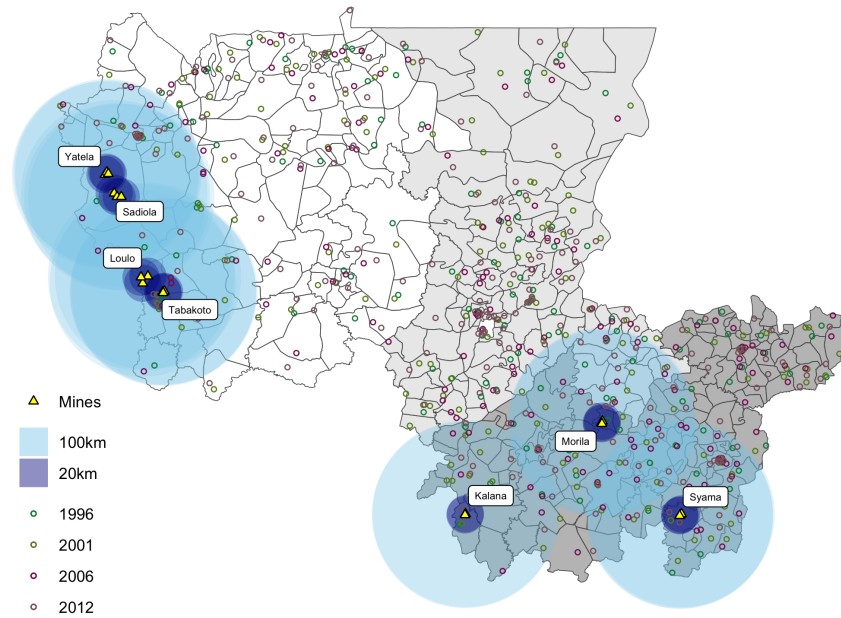 Yatela
Sadiola
Loulo
Tabakoto
Mines
100km
20km
1996
2001
2006
2012
Morila
Kalana
Syama